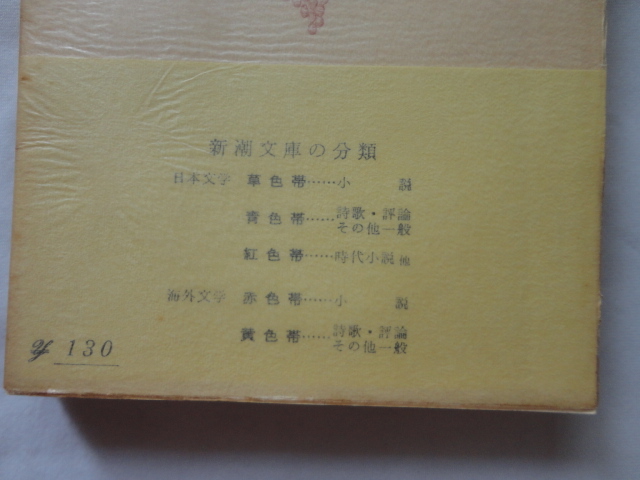 新潮文庫の分類
日本文学 草色帯……小説
青色帯……詩歌・評論
その他一般
紅色帯……時代小説 他
海外文学 赤色帯……小説
黄色帯……詩歌・評論
その他一般
130